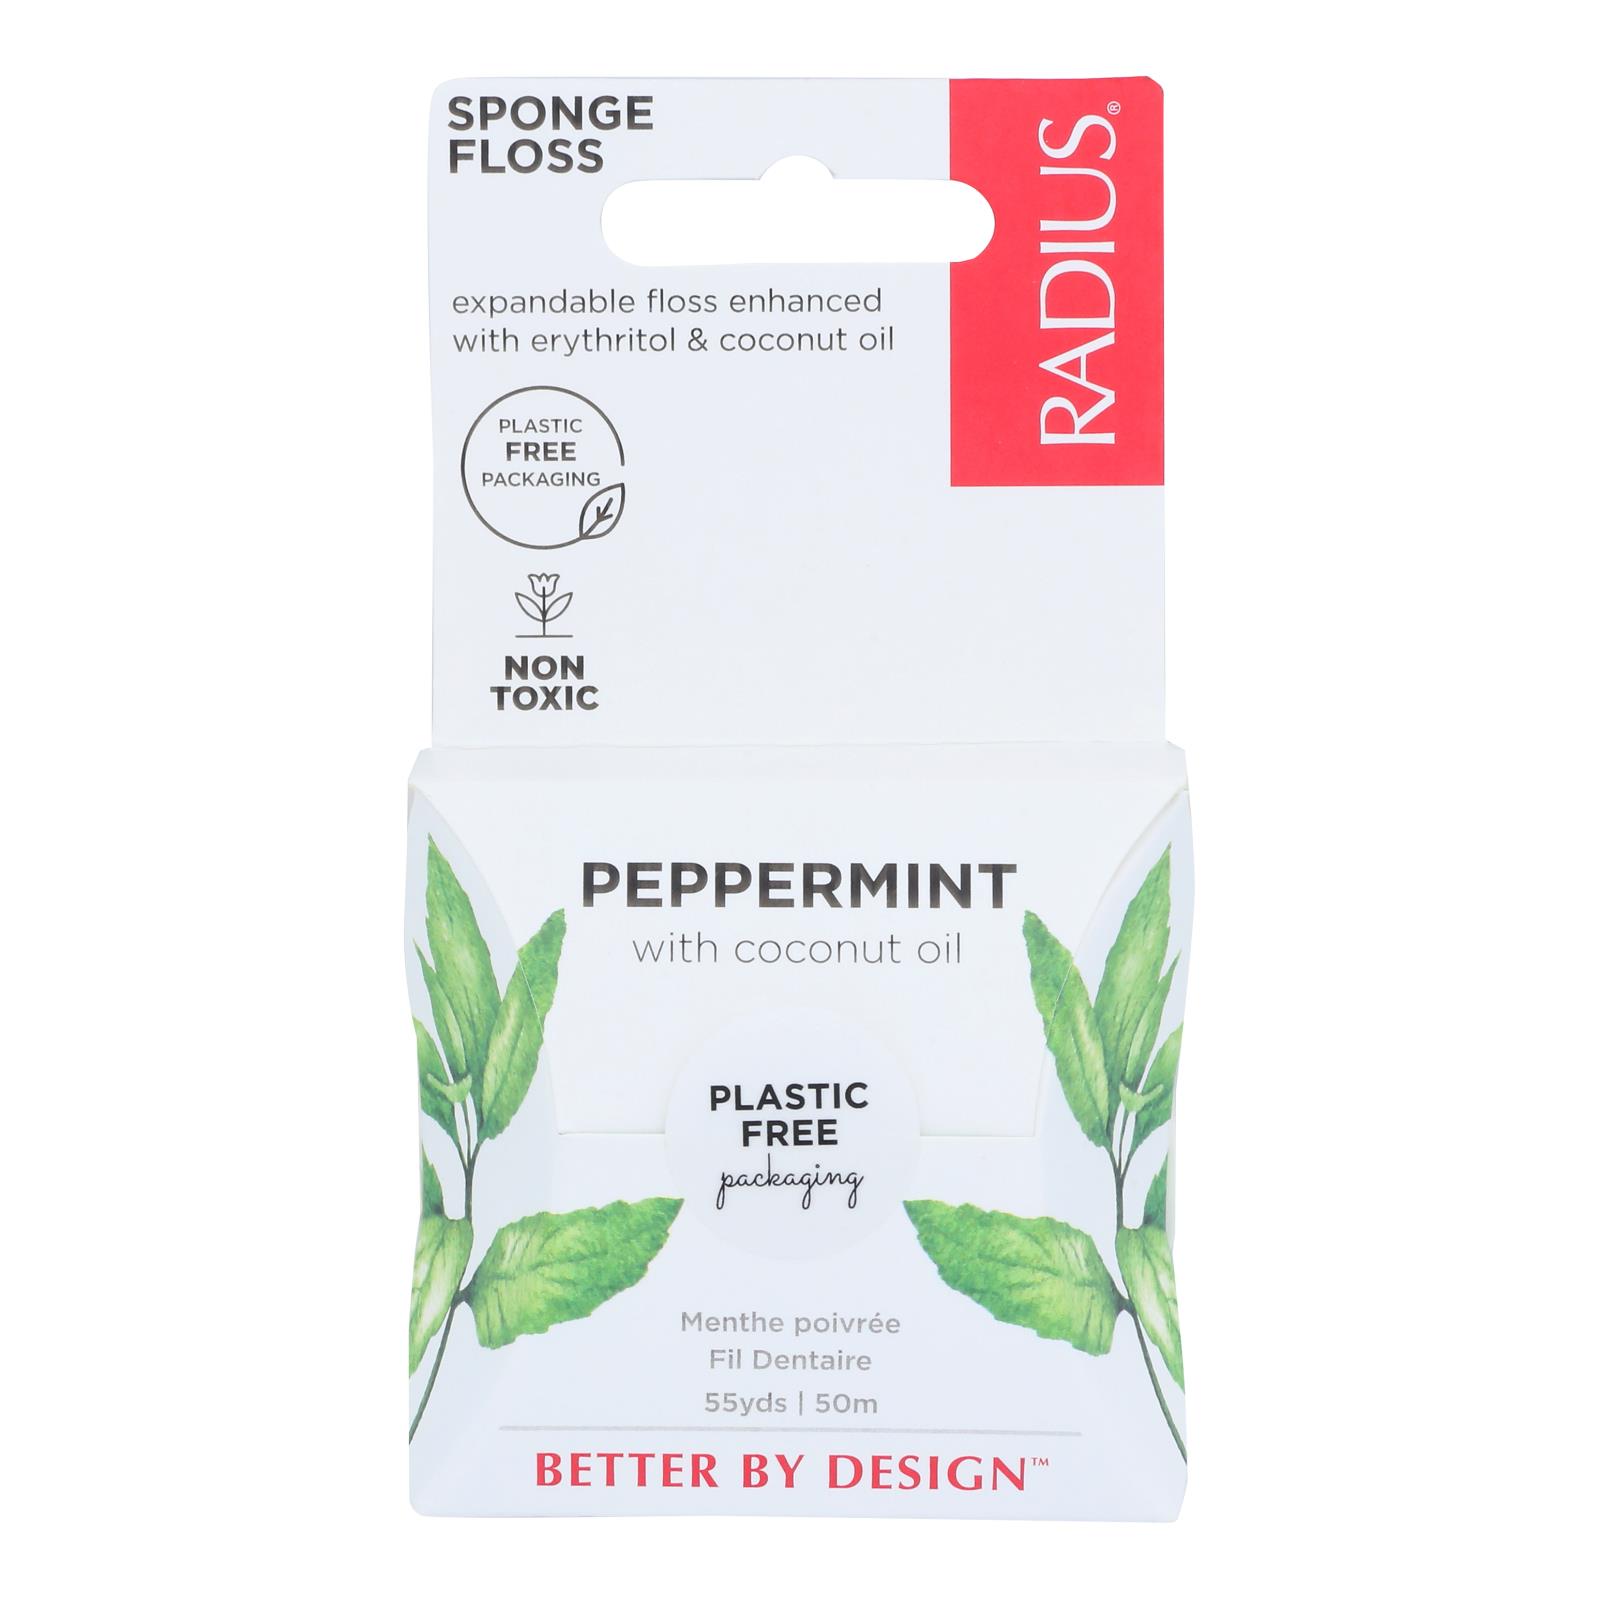 SPONGE
FLOSS
RADIUS®
expandable floss enhanced
with erythritol & coconut oil
PLASTIC
FREE
PACKAGING
NON
TOXIC
PEPPERMINT
with coconut oil
PLASTIC
FREE
packaging
Menthe poivrée
Fil Dentaire
55yds | 50m
BETTER BY DESIGN™